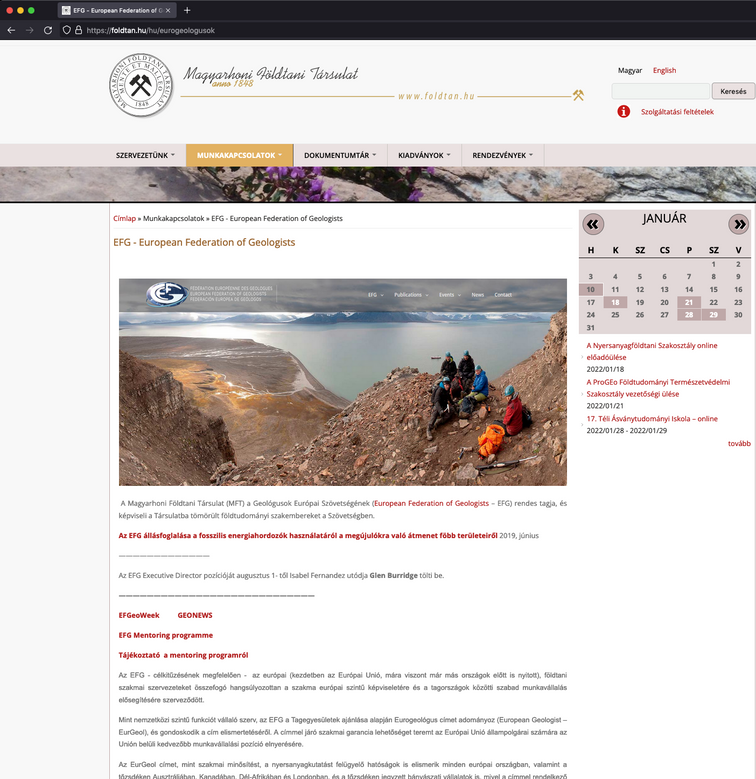 EFG - European Federation of G
https://foldtan.hu/hu/eurogeologusok
MAGYARHONI FÖLDTANI TÁRSULAT
MENTE ET MALLEO
1848
Magyarhoni Földtani Társulat
anno 1848
www.foldtan.hu
Magyar English
Keresés
Szolgáltatási feltételek
SZERVEZETÜNK MUNKAKAPCSOLATOK DOKUMENTUMTÁR KIADVÁNYOK RENDEZVÉNYEK
Címlap » Munkakapcsolatok » EFG - European Federation of Geologists
EFG - European Federation of Geologists
EFG
FÉDÉRATION EUROPÉENNE DES GÉOLOGUES
EUROPEAN FEDERATION OF GEOLOGISTS
FEDERACIÓN EUROPEA DE GEÓLOGOS
EFG Publications Events News Contact
A Magyarhoni Földtani Társulat (MFT) a Geológusok Európai Szövetségének (European Federation of Geologists – EFG) rendes tagja, és
képviseli a Társulatba tömörült földtudományi szakembereket a Szövetségben.
Az EFG állásfoglalása a fosszilis energiahordozók használatáról a megújulókra való átmenet főbb területeiről 2019, június
Az EFG Executive Director pozícióját augusztus 1- től Isabel Fernandez utódja Glen Burridge tölti be.
EFGeoWeek GEONEWS
EFG Mentoring programme
Tájékoztató a mentoring programról
Az EFG - célkitűzésének megfelelően - az európai (kezdetben az Európai Unió, mára viszont már más országok előtt is nyitott), földtani
szakmai szervezeteket összefogó hangsúlyozottan a szakma európai szintű képviseletére és a tagországok közötti szabad munkavállalás
elősegítésére szerveződött.
Mint nemzetközi szintű funkciót vállaló szerv, az EFG a Tagegyesületek ajánlása alapján Eurogeológus címet adományoz (European Geologist –
EurGeol), és gondoskodik a cím elismertetéséről. A címmel járó szakmai garancia lehetőséget teremt az Európai Unió állampolgárai számára az
Unión belüli kedvezőbb munkavállalási pozíció elnyerésére.
Az EurGeol címet, mint szakmai minősítést, a nyersanyagkutatást felügyelő hatóságok is elismerik minden európai országban, valamint a
tőzsdéken Ausztráliában, Kanadában, Dél-Afrikában és Londonban, és a tőzsdéken jegyzett bányászati vállalatok is, mivel a címmel rendelkező
JANUÁR
H K SZ CS P SZ V
1 2
3 4 5 6 7 8 9
10 11 12 13 14 15 16
17 18 19 20 21 22 23
24 25 26 27 28 29 30
31
A Nyersanyagföldtani Szakosztály online
előadóülése
2022/01/18
A ProGEo Földtudományi Természetvédelmi
Szakosztály vezetőségi ülése
2022/01/21
17. Téli Ásványtudományi Iskola – online
2022/01/28 - 2022/01/29
tovább